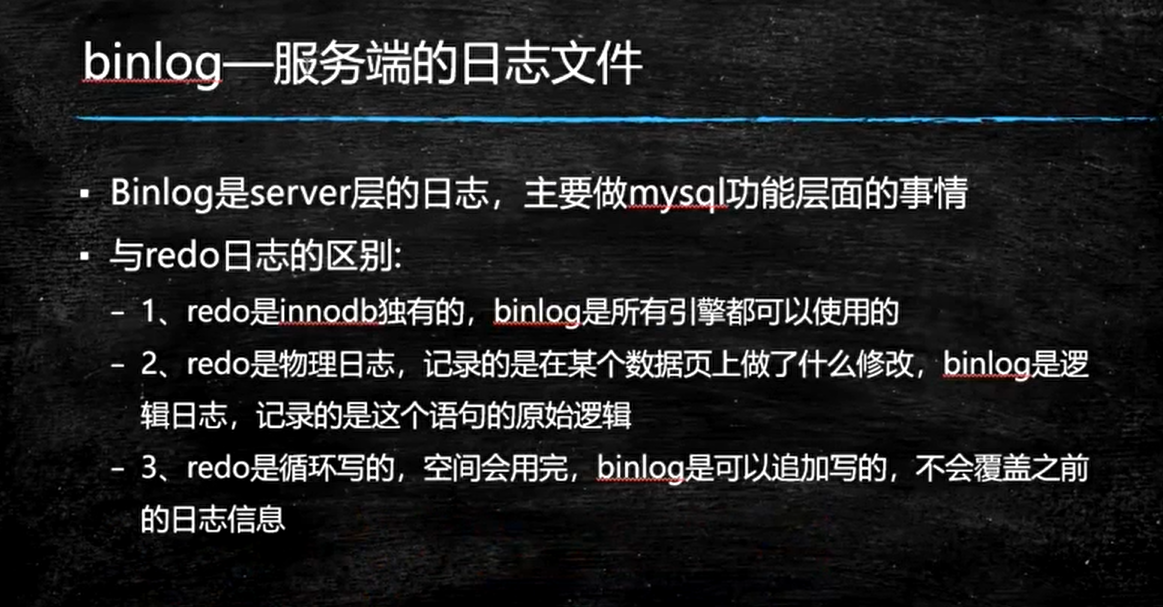 binlog—服务端的日志文件
▪ Binlog是server层的日志，主要做mysql功能层面的事情
▪ 与redo日志的区别:
– 1、redo是innodb独有的，binlog是所有引擎都可以使用的
– 2、redo是物理日志，记录的是在某个数据页上做了什么修改，binlog是逻
辑日志，记录的是这个语句的原始逻辑
– 3、redo是循环写的，空间会用完，binlog是可以追加写的，不会覆盖之前
的日志信息